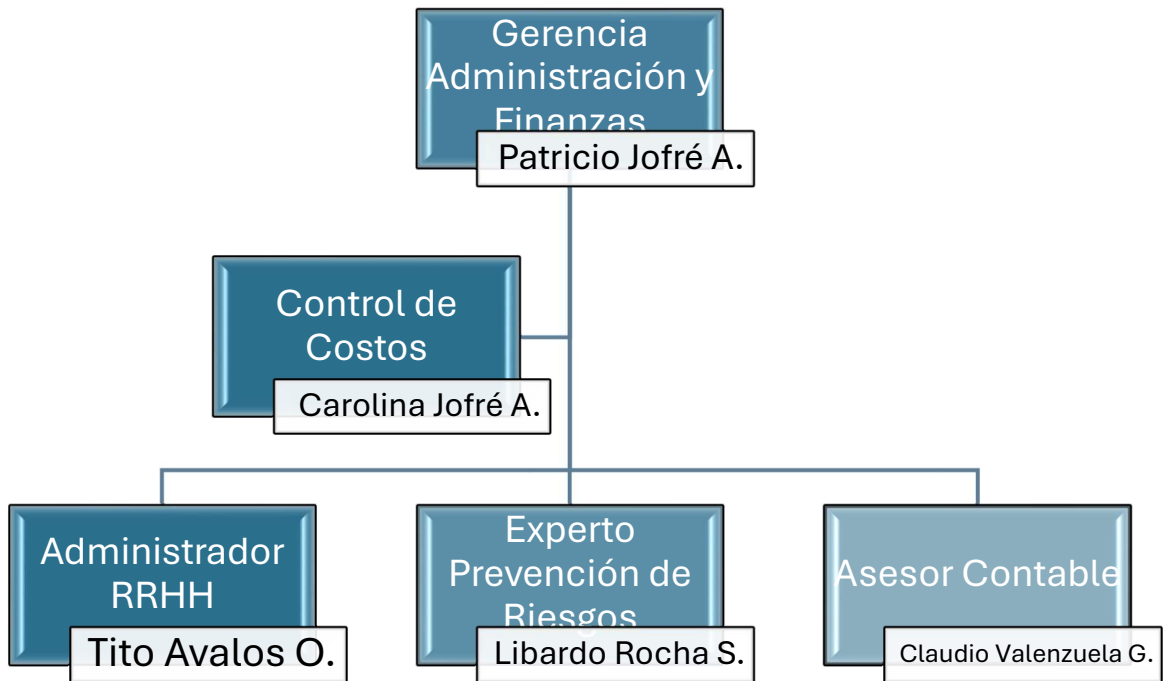 Gerencia
Administración y
Finanzas
Patricio Jofré A.
Control de
Costos
Carolina Jofré A.
Administrador
RRHH
Tito Avalos O.
Experto
Prevención de
Riesgos
Libardo Rocha S.
Asesor Contable
Claudio Valenzuela G.